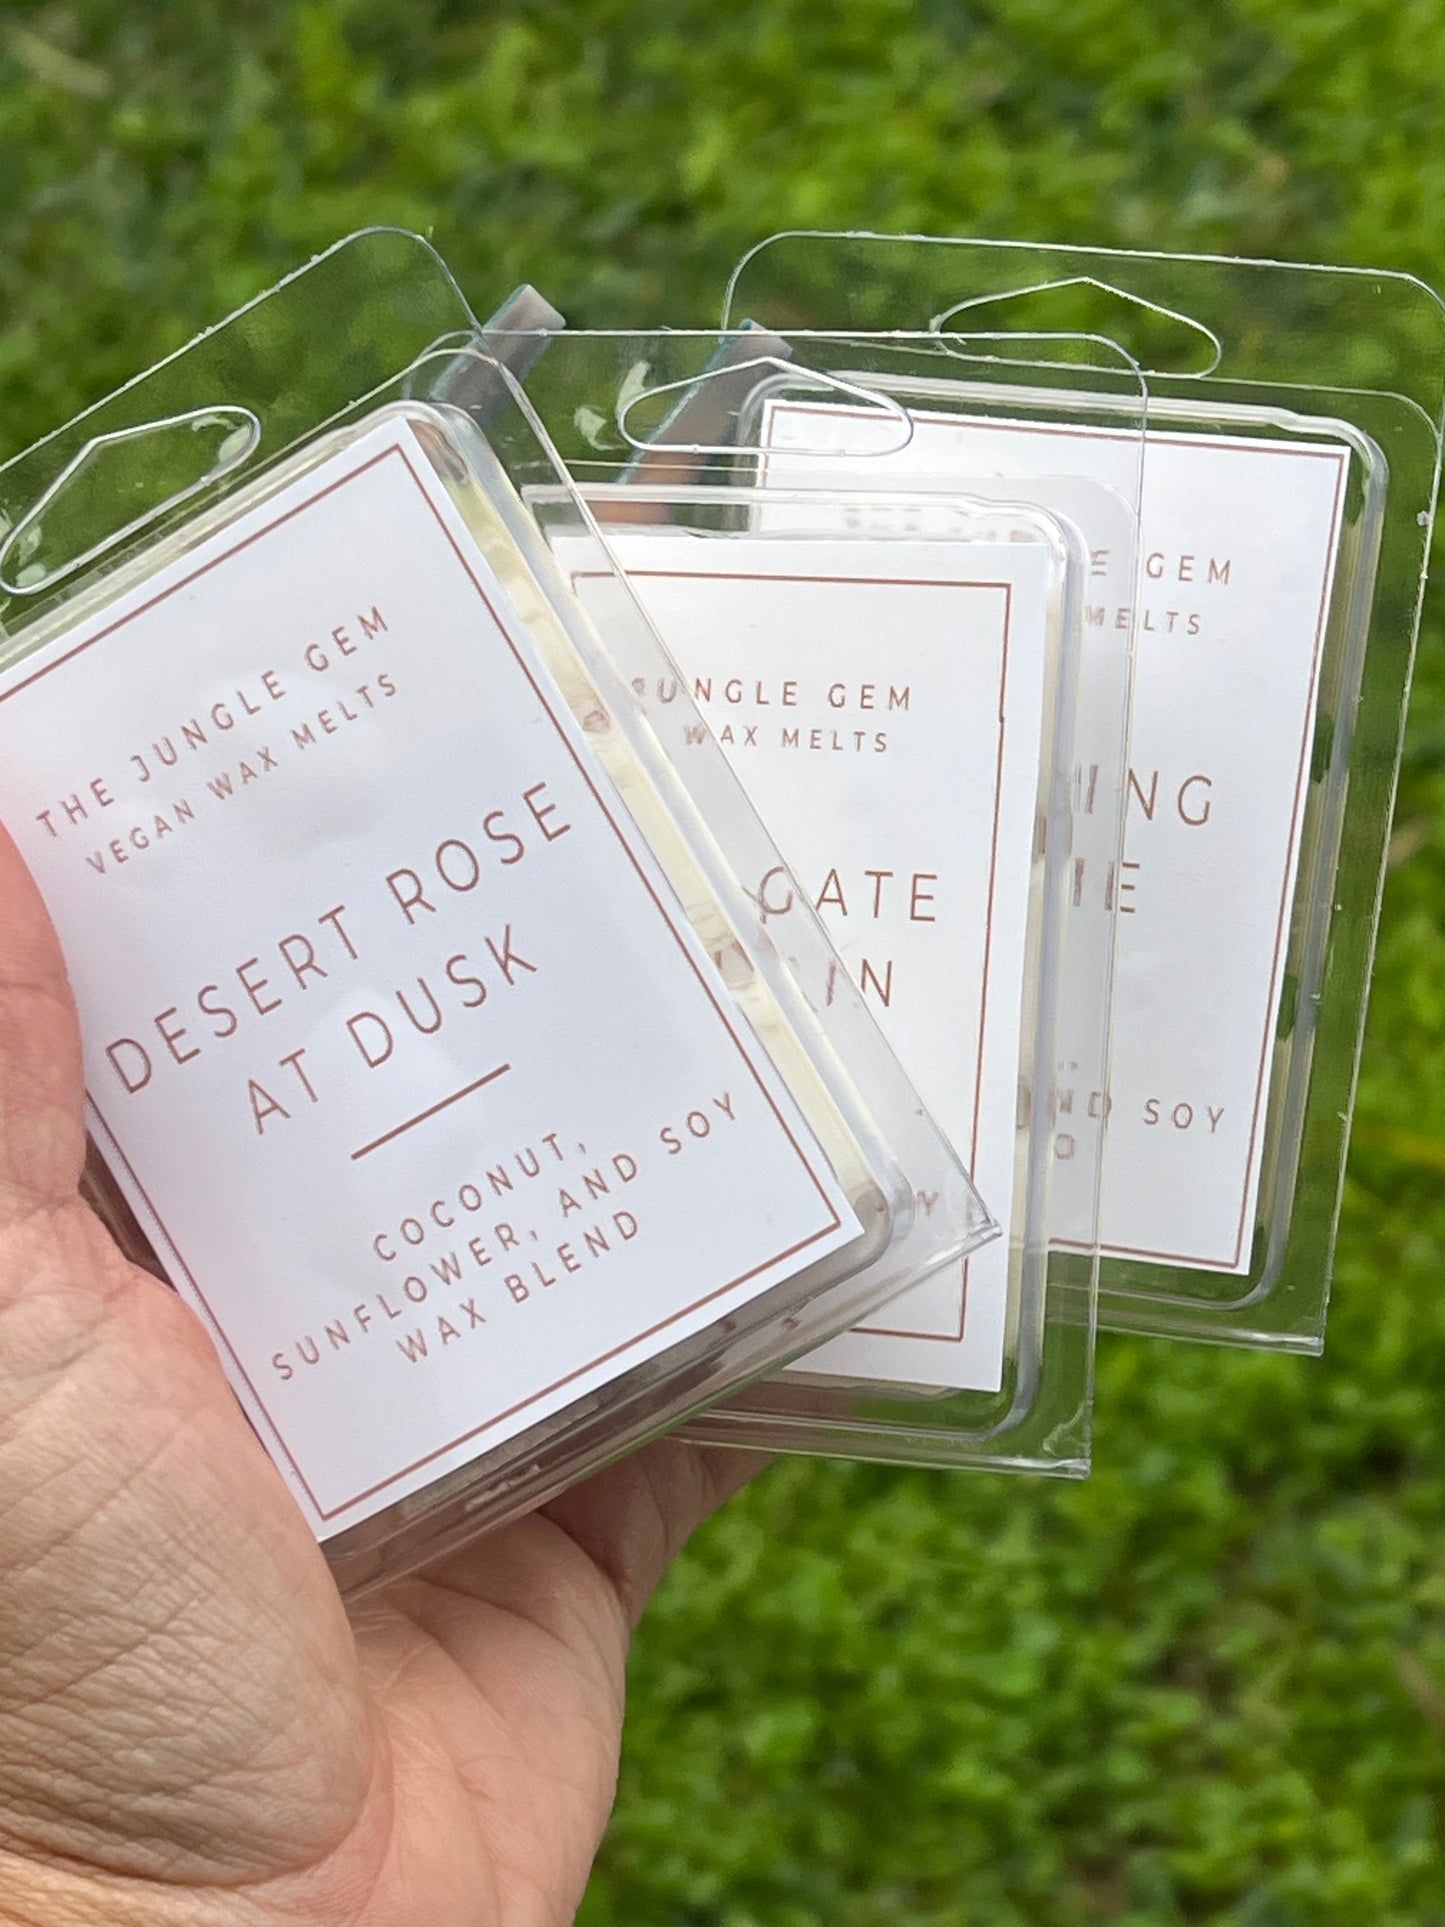 THE JUNGLE GEM
VEGAN WAX MELTS
DESERT ROSE
AT DUSK
COCONUT,
SUNFLOWER, AND SOY
WAX BLEND
JUNGLE GEM
WAX MELTS
GATE
IN
GEM
MELTS
SOY